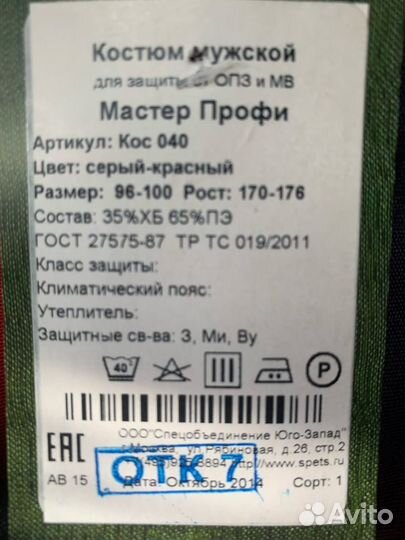 Костюм мужской
для защиты от ОПЗ и МВ
Мастер Профи
Артикул: Кос 040
Цвет: серый-красный
Размер: 96-100 Рост: 170-176
Состав: 35%ХБ 65%ПЭ
ГОСТ 27575-87 ТР ТС 019/2011
Класс защиты:
Климатический пояс:
Утеплитель:
Защитные св-ва: З, Ми, Ву
40° P
ООО"Спецобъединение Юго-Запад"
ул. Рябиновая, д.26, стр.2
3894 http://www.spets.ru
ЕАС
ОТК 7
АВ 15 Дата: Октябрь 2014 Сорт: 1
Avito